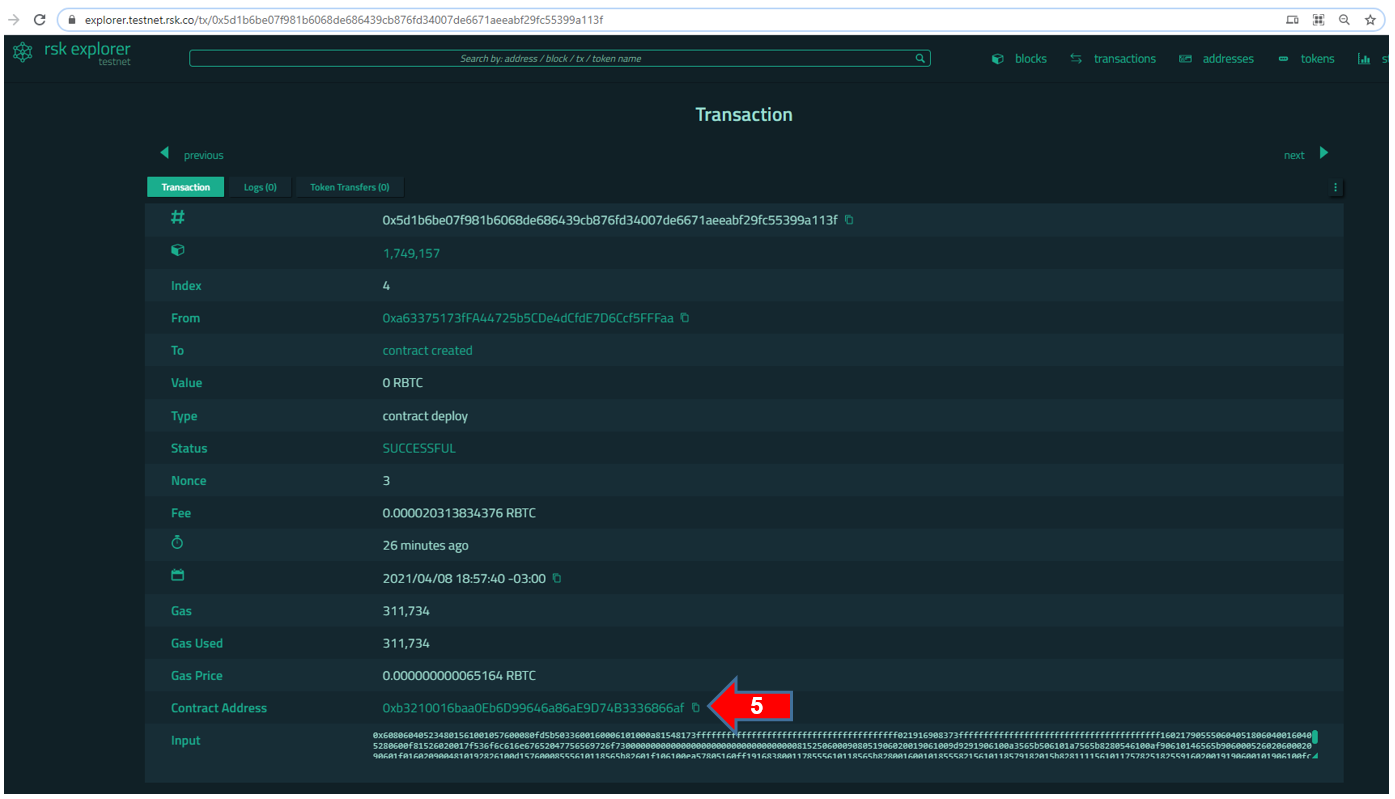 explorer.testnet.rsk.co/tx/0x5d1b6be07f981b6068de686439cb876fd34007de6671aeeabf29fc55399a113f
rsk explorer
testnet
Search by: address / block / tx / token name
blocks
transactions
addresses
tokens
Transaction
previous
next
Transaction
Logs (0)
Token Transfers (0)
# 0x5d1b6be07f981b6068de686439cb876fd34007de6671aeeabf29fc55399a113f
1,749,157
Index 4
From 0xa63375173fFA44725b5CDe4dCfdE7D6Ccf5FFFaa
To contract created
Value 0 RBTC
Type contract deploy
Status SUCCESSFUL
Nonce 3
Fee 0.000020313834376 RBTC
26 minutes ago
2021/04/08 18:57:40 -03:00
Gas 311,734
Gas Used 311,734
Gas Price 0.000000000065164 RBTC
Contract Address 0xb3210016baa0Eb6D99646a86aE9D74B3336866af 5
Input